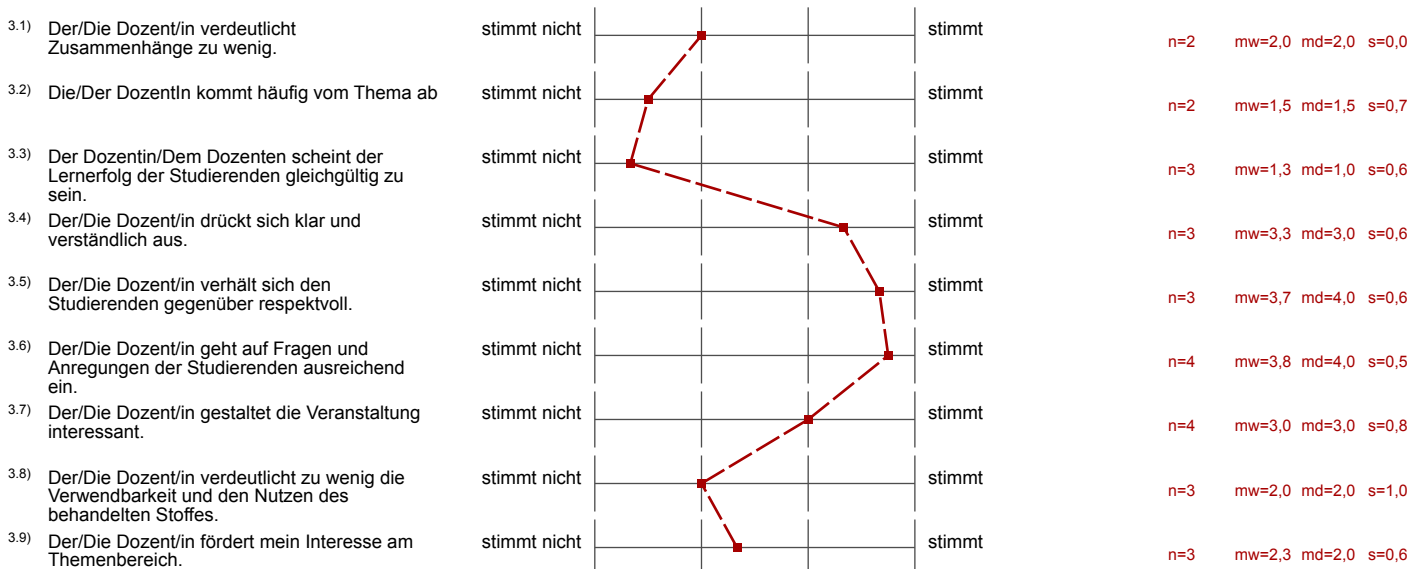 3.1) Der/Die Dozent/in verdeutlicht stimmt nicht stimmt
Zusammenhänge zu wenig. n=2 mw=2,0 md=2,0 s=0,0
3.2) Die/Der DozentIn kommt häufig vom Thema ab stimmt nicht stimmt
n=2 mw=1,5 md=1,5 s=0,7
3.3) Der Dozentin/Dem Dozenten scheint der stimmt nicht stimmt
Lernerfolg der Studierenden gleichgültig zu n=3 mw=1,3 md=1,0 s=0,6
sein.
3.4) Der/Die Dozent/in drückt sich klar und stimmt nicht stimmt
verständlich aus. n=3 mw=3,3 md=3,0 s=0,6
3.5) Der/Die Dozent/in verhält sich den stimmt nicht stimmt
Studierenden gegenüber respektvoll. n=3 mw=3,7 md=4,0 s=0,6
3.6) Der/Die Dozent/in geht auf Fragen und stimmt nicht stimmt
Anregungen der Studierenden ausreichend n=4 mw=3,8 md=4,0 s=0,5
ein.
3.7) Der/Die Dozent/in gestaltet die Veranstaltung stimmt nicht stimmt
interessant. n=4 mw=3,0 md=3,0 s=0,8
3.8) Der/Die Dozent/in verdeutlicht zu wenig die stimmt nicht stimmt
Verwendbarkeit und den Nutzen des n=3 mw=2,0 md=2,0 s=1,0
behandelten Stoffes.
3.9) Der/Die Dozent/in fördert mein Interesse am stimmt nicht stimmt
Themenbereich. n=3 mw=2,3 md=2,0 s=0,6